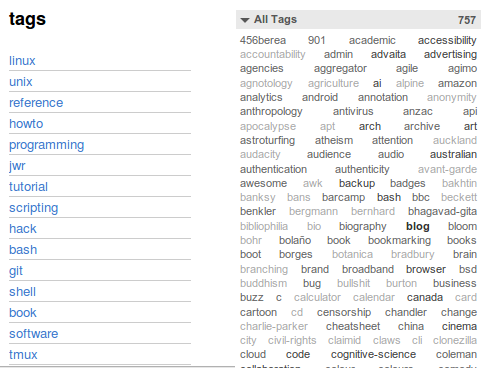 tags
linux
unix
reference
howto
programming
jwr
tutorial
scripting
hack
bash
git
shell
book
software
tmux
All Tags 757
456berea 901 academic accessibility
accountability admin advaita advertising
agencies aggregator agile agimo
agnotology agriculture ai alpine amazon
analytics android annotation anonymity
anthropology antivirus anzac api
apocalypse apt arch archive art
astroturfing atheism attention auckland
audacity audience audio australian
authentication authenticity avant-garde
awesome awk backup badges bakhtin
banksy bans barcamp bash bbc beckett
benkler bergmann bernhard bhagavad-gita
bibliophilia bio biography blog bloom
bohr bolaño book bookmarking books
boot borges botanica bradbury brain
branching brand broadband browser bsd
buddhism bug bullshit burton business
buzz c calculator calendar canada card
cartoon cd censorship chandler change
charlie-parker cheatsheet china cinema
city civil-rights claimid claws cli clonezilla
cloud code cognitive-science coleman